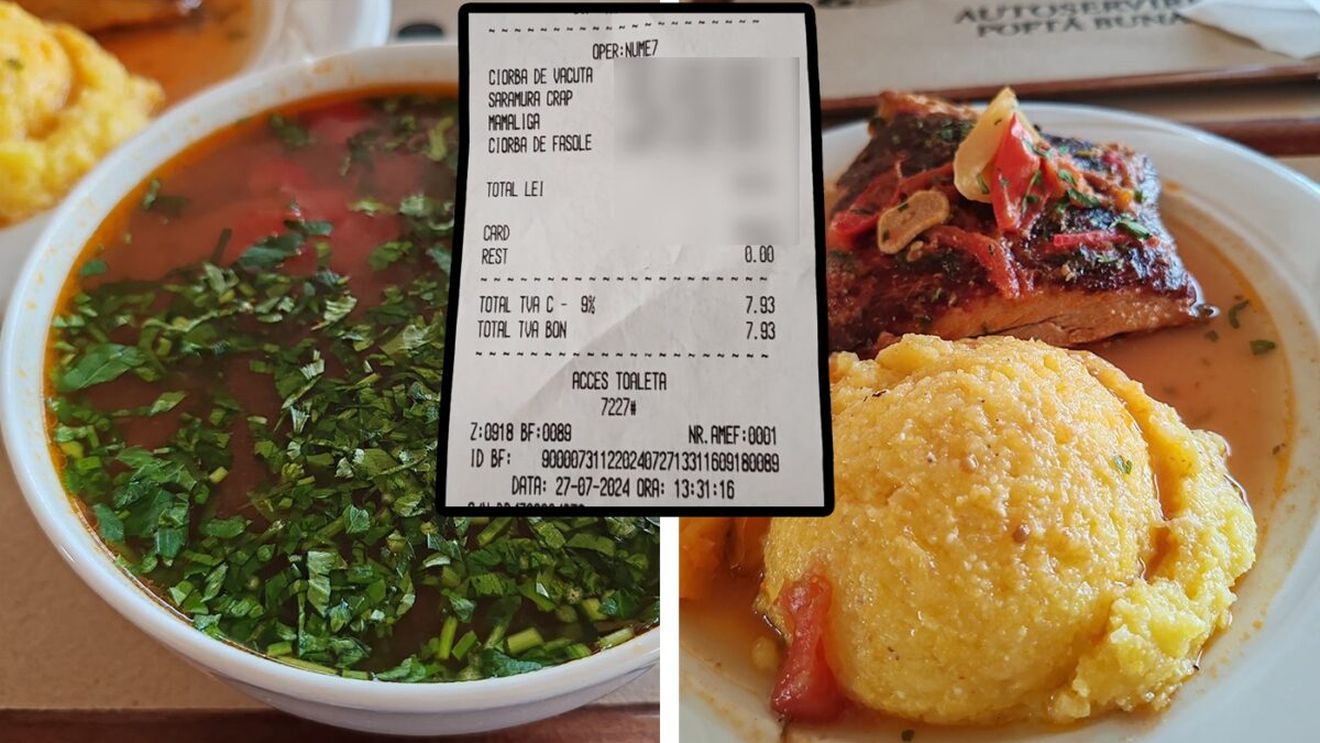 AUTOSERVIRE
POFTĂ BUNĂ
OPER:NUME7
CIORBA DE VACUTA
SARAMURA CRAP
MAMALIGA
CIORBA DE FASOLE
TOTAL LEI
CARD
REST 0.00
TOTAL TVA C - 9% 7.93
TOTAL TVA BON 7.93
ACCES TOALETA
7227#
Z:0918 BF:0089 NR.AMEF:0001
ID BF: 90000731122024072713311609180089
DATA: 27-07-2024 ORA: 13:31:16